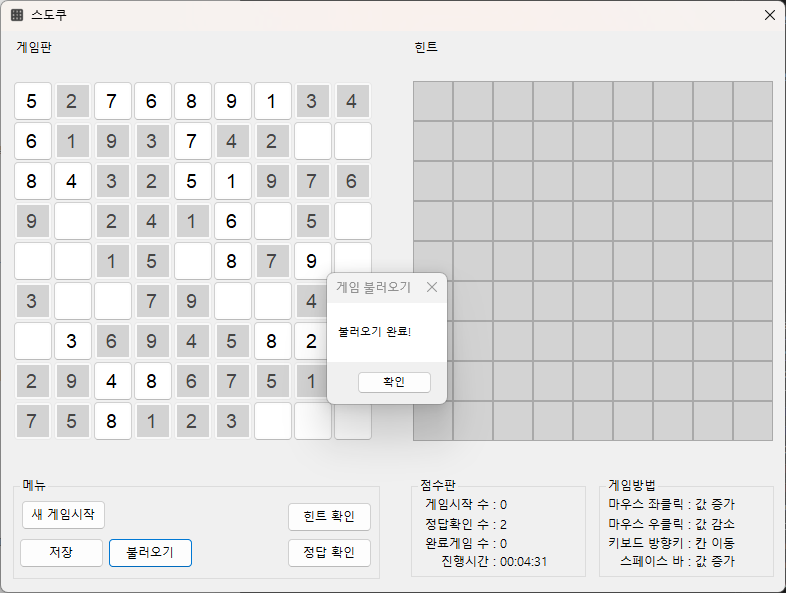 스도쿠
게임판
힌트
5 2 7 6 8 9 1 3 4
6 1 9 3 7 4 2
8 4 3 2 5 1 9 7 6
9 2 4 1 6 5
1 5 8 7 9
3 7 9 4
3 6 9 4 5 8 2
2 9 4 8 6 7 5 1
7 5 8 1 2 3
게임 불러오기
불러오기 완료!
확인
메뉴
새 게임시작
힌트 확인
저장
불러오기
정답 확인
점수판
게임시작 수 : 0
정답확인 수 : 2
완료게임 수 : 0
진행시간 : 00:04:31
게임방법
마우스 좌클릭 : 값 증가
마우스 우클릭 : 값 감소
키보드 방향키 : 칸 이동
스페이스 바 : 값 증가